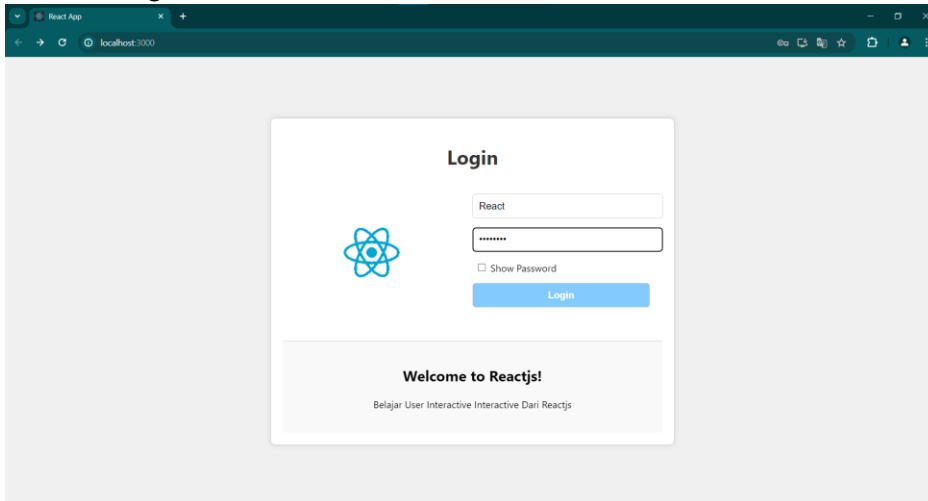 React App
localhost:3000
Login
React
••••••••
Show Password
Login
Welcome to Reactjs!
Belajar User Interactive Interactive Dari Reactjs